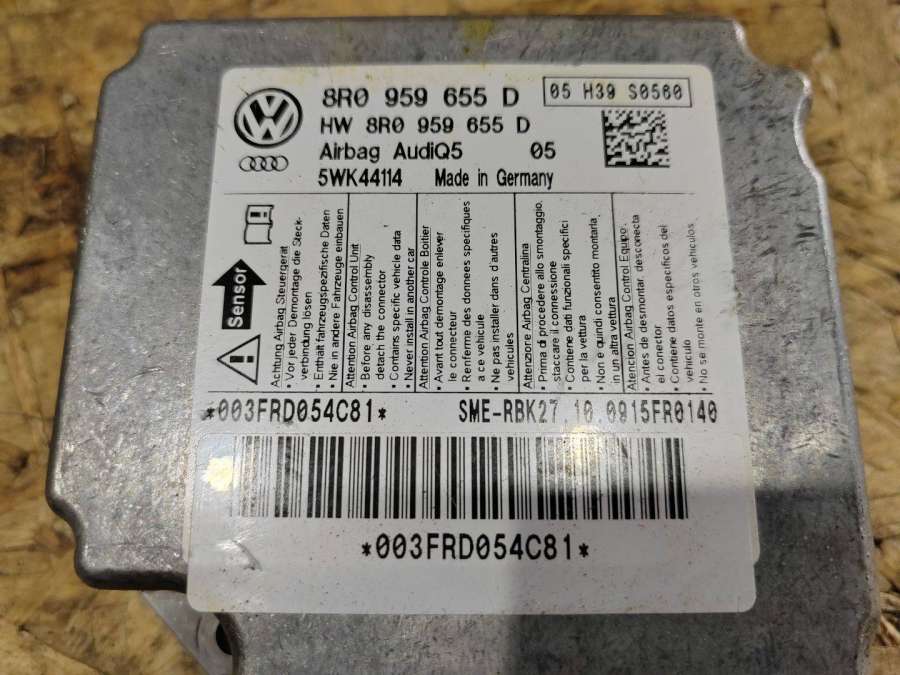 8R0 959 655 D
05 H39 S0560
HW 8R0 959 655 D
Airbag AudiQ5 05
5WK44114 Made in Germany
Sensor
Achtung Airbag Steuergerät
• Vor jeder Demontage die Steck-
verbindung lösen
• Enthält fahrzeugspezifische Daten
• Nie in andere Fahrzeuge einbauen
Attention Airbag Control Unit
• Before any disassembly
detach the connector
• Contains specific vehicle data
• Never install in another car
Attention Airbag Controle Boitier
• Avant tout demontage enlever
le connecteur
• Renferme des donnees specifiques
a ce vehicule
• Ne pas installer dans d'aures
vehicules
Attenzione Airbag Centralina
• Prima di procedere allo smontaggio,
staccare il connessione
• Contiene dati funzionali specifici
per la vettura
• Non e quindi consentito montarla
in un altra vettura
Atencion Airbag Control Equipo:
• Antes de desmontar, desconecta
el conector
• Contiene datos especificos del
vehiculo
• No se monte en otros vehiculos
*003FRD054C81* SME-RBK27.10.0915FR0140
*003FRD054C81*